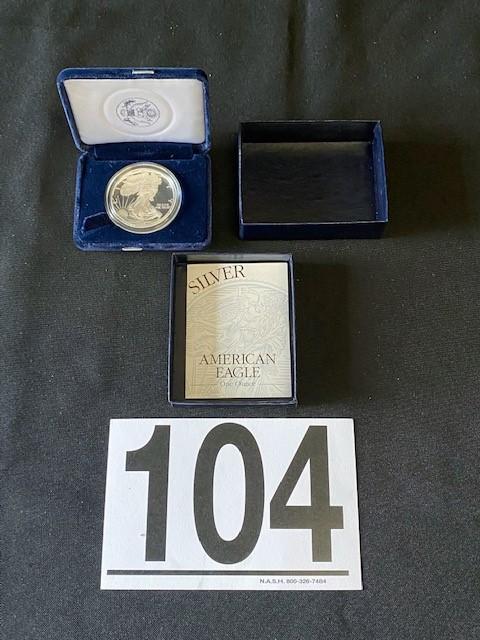 SILVER
AMERICAN
EAGLE
One Ounce
104
N.A.S.H. 800-326-7484